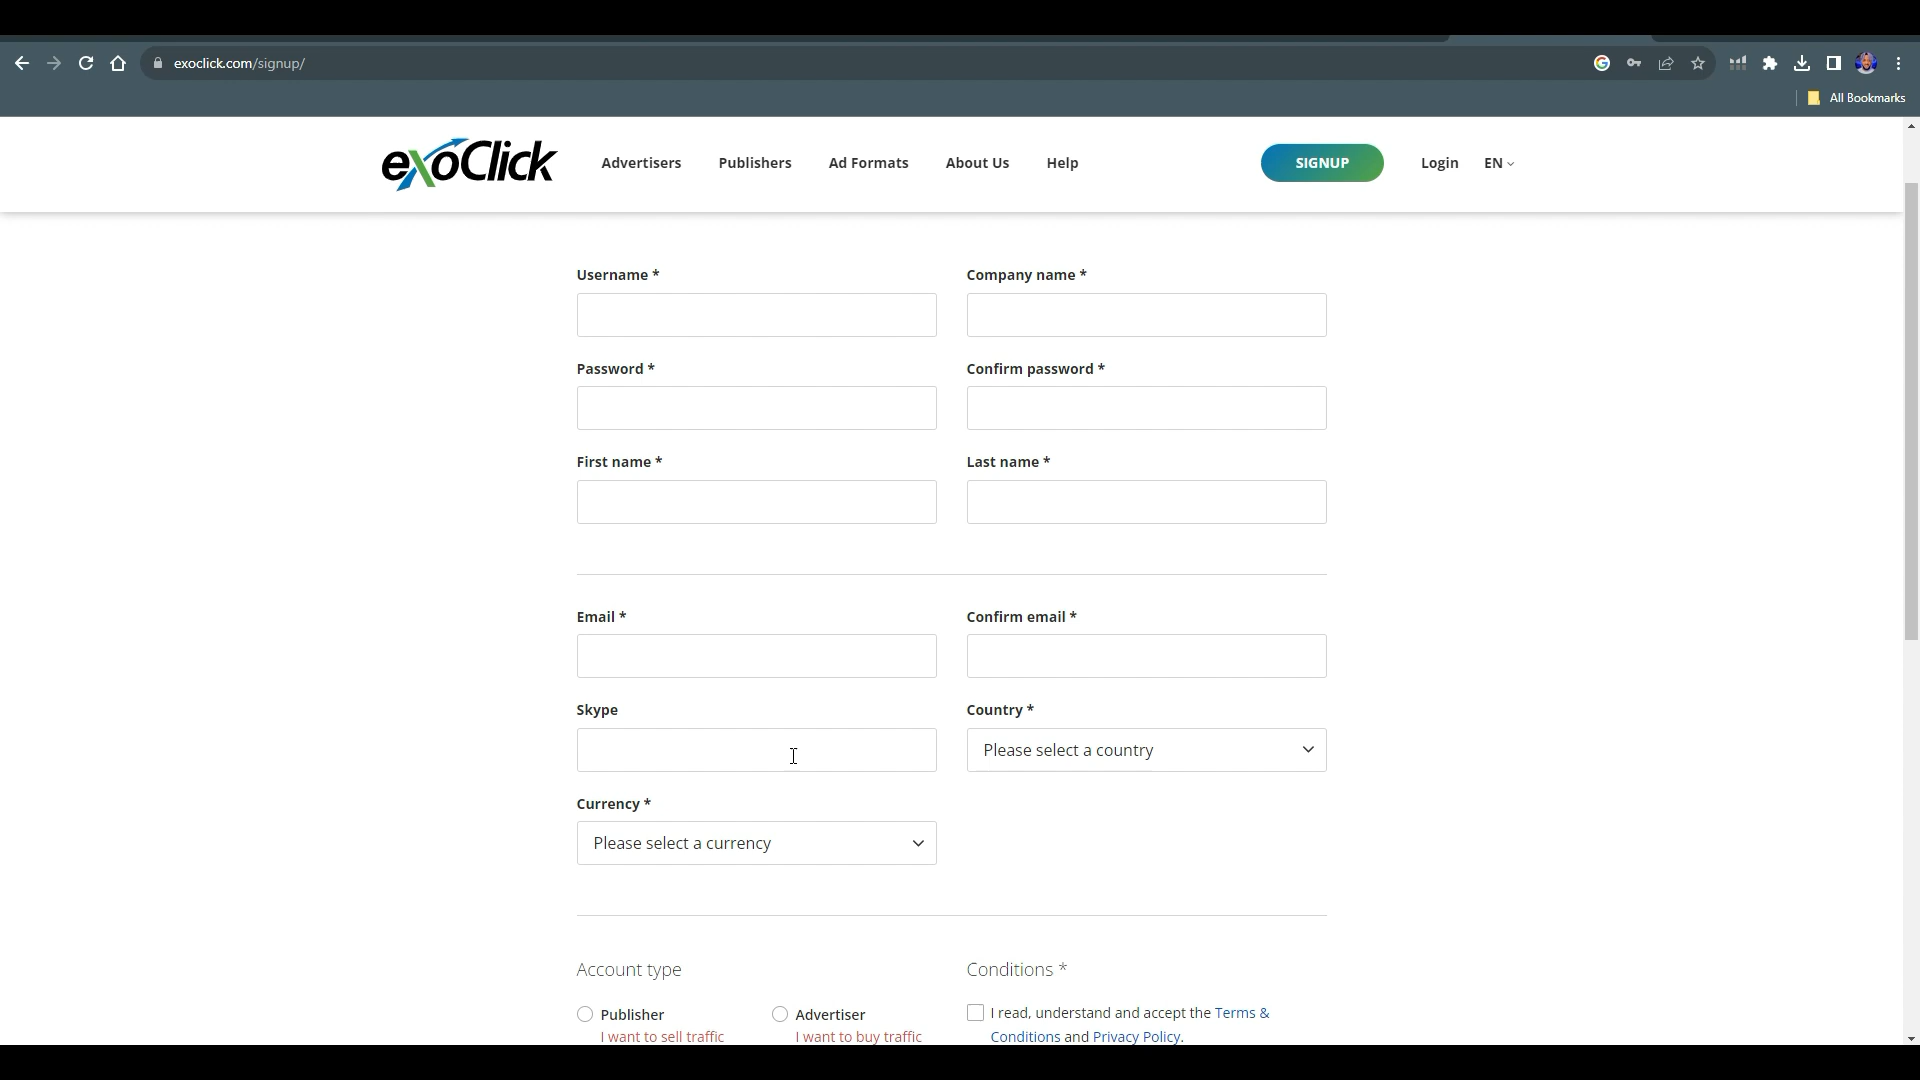 exoclick.com/signup/
All Bookmarks
exoClick
Advertisers
Publishers
Ad Formats
About Us
Help
SIGNUP
Login
EN
Username *
Company name *
Password *
Confirm password *
First name *
Last name *
Email *
Confirm email *
Skype
Country *
Please select a country
Currency *
Please select a currency
Account type
Conditions *
Publisher
I want to sell traffic
Advertiser
I want to buy traffic
I read, understand and accept the Terms &
Conditions and Privacy Policy.